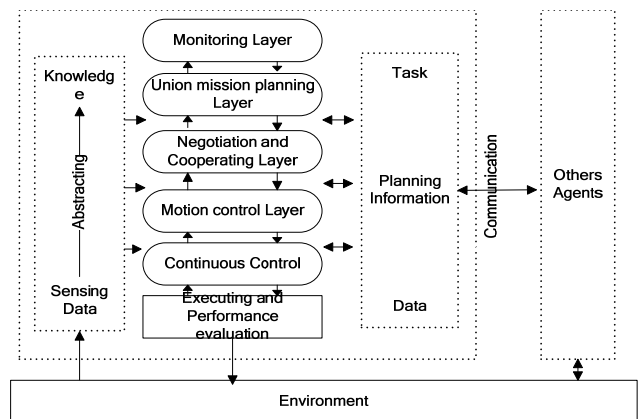 Monitoring Layer
Knowledg
e
Union mission planning
Layer
Task
Negotiation and
Cooperating Layer
Abstracting
Motion control Layer
Planning
Information
Communication
Others
Agents
Continuous Control
Sensing
Data
Executing and
Performance
evaluation
Data
Environment